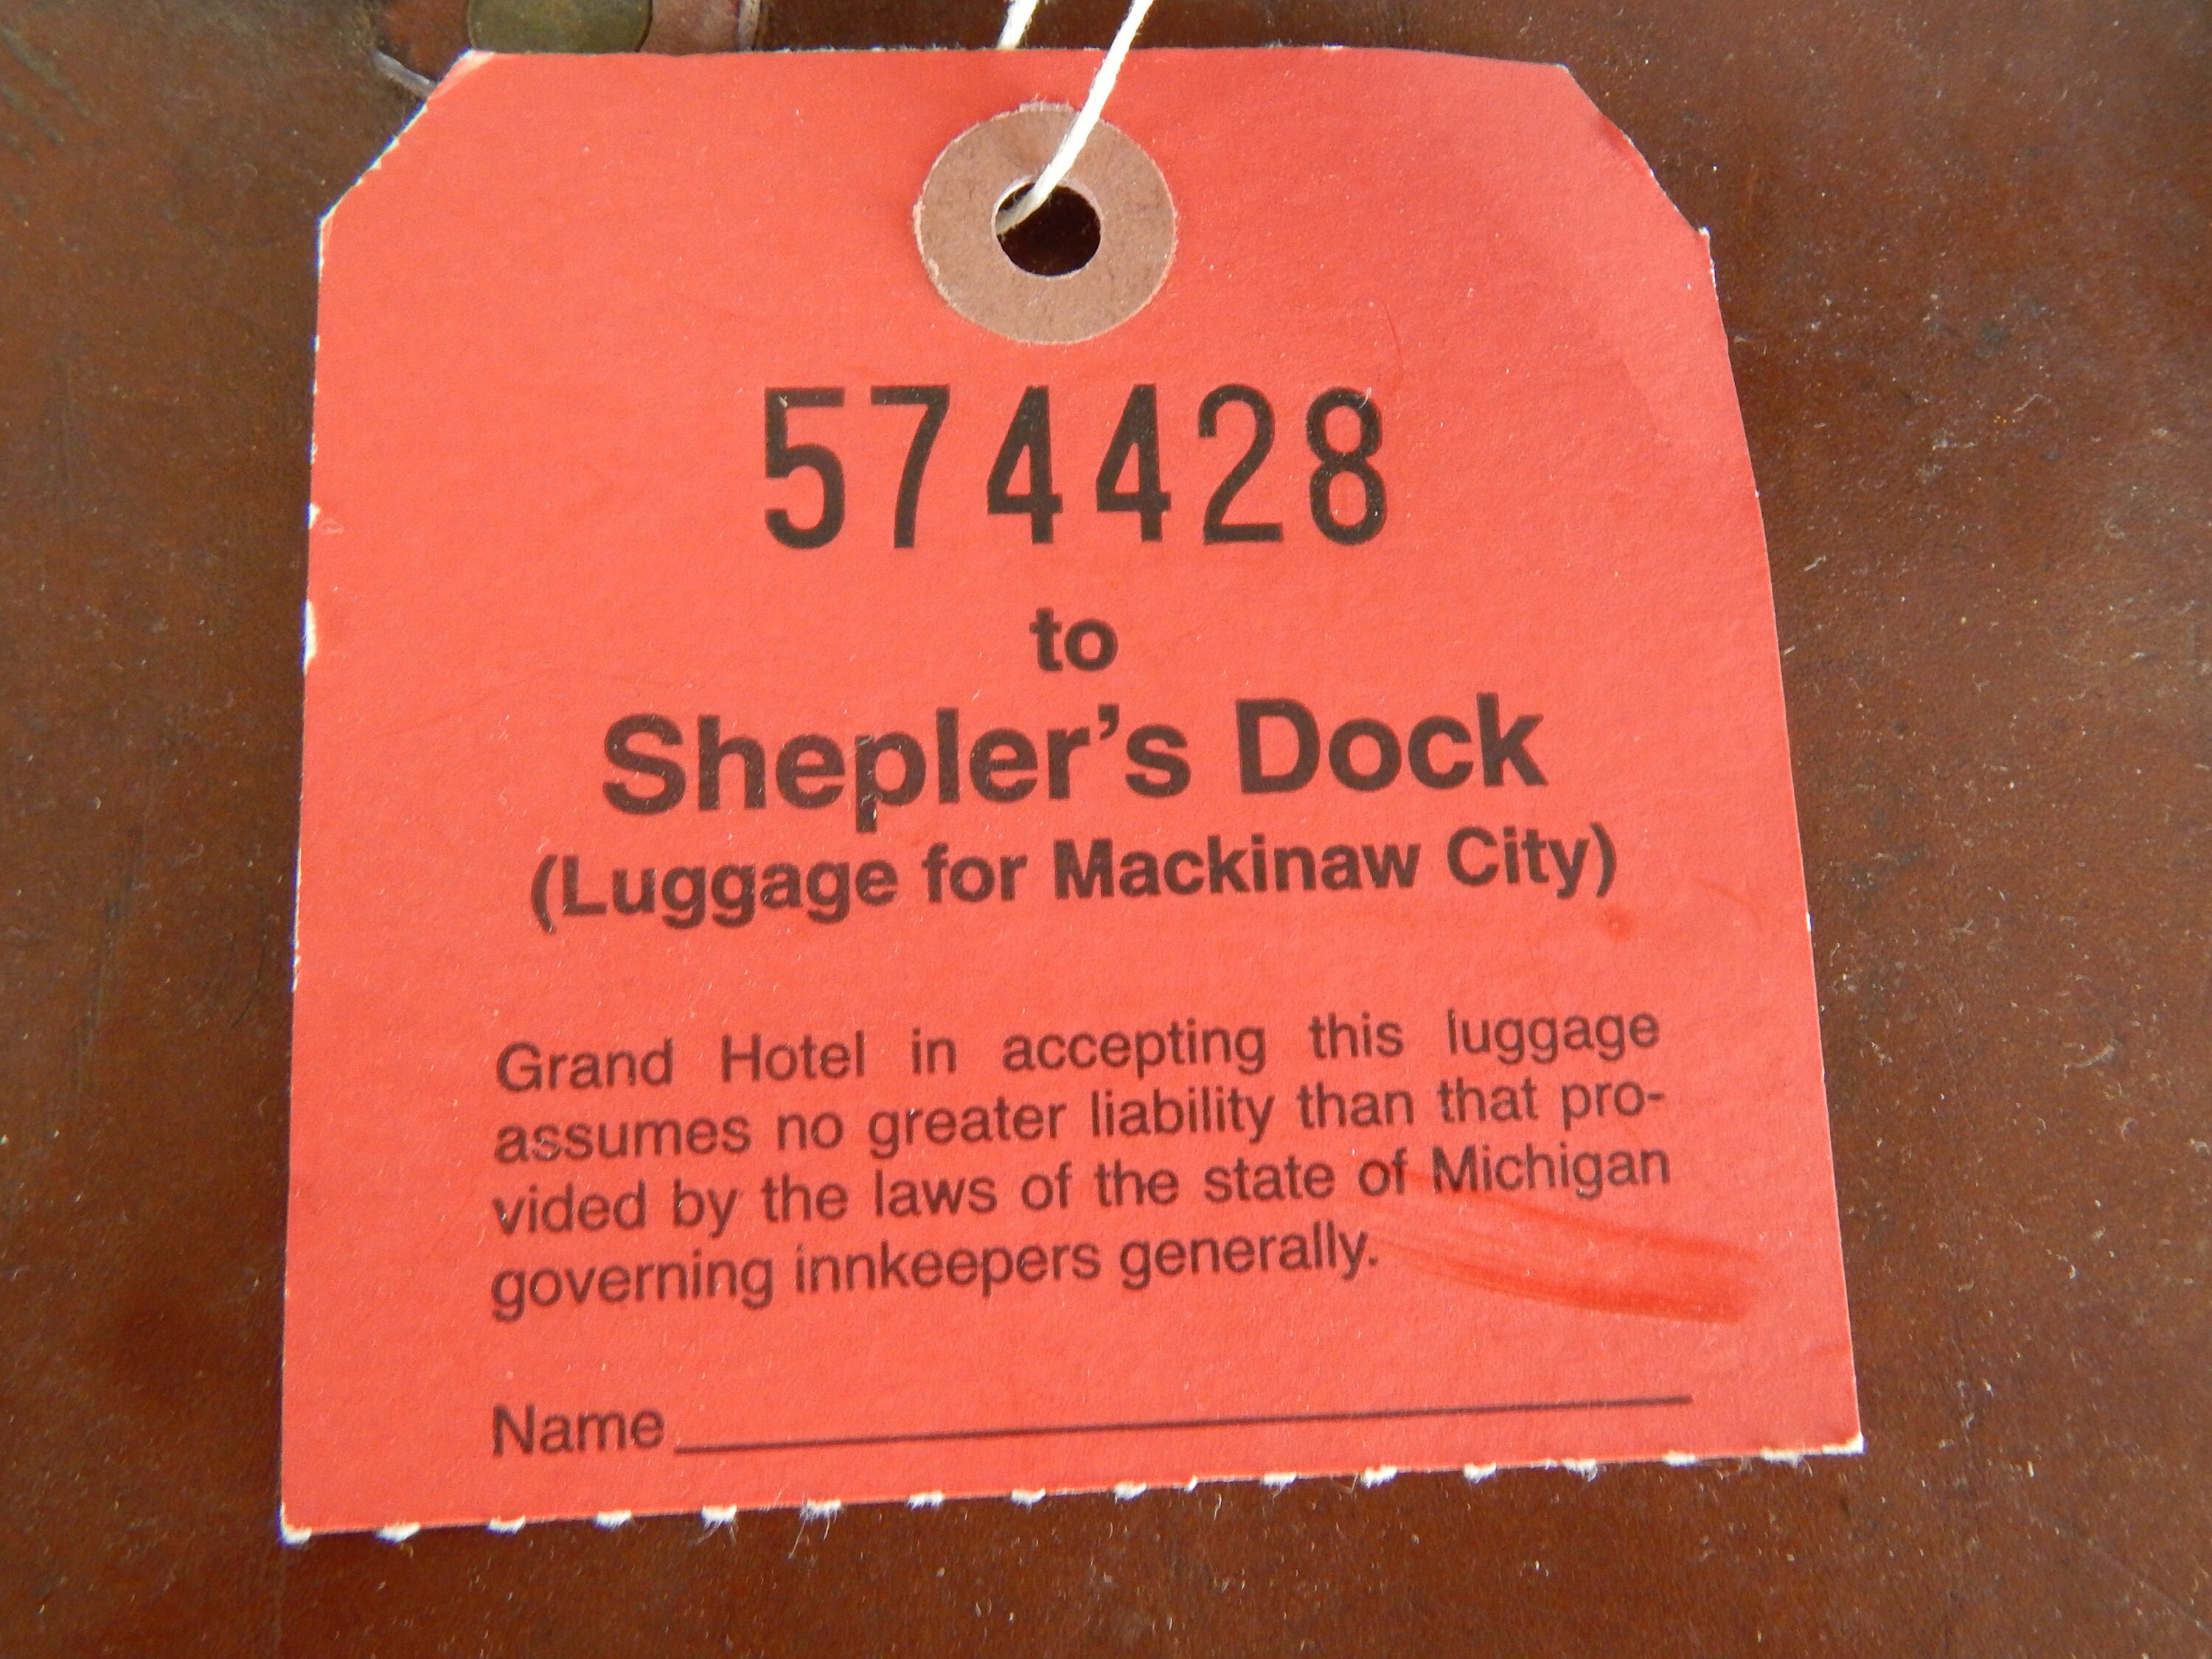 574428
to
Shepler's Dock
(Luggage for Mackinaw City)
Grand Hotel in accepting this luggage
assumes no greater liability than that pro-
vided by the laws of the state of Michigan
governing innkeepers generally.
Name